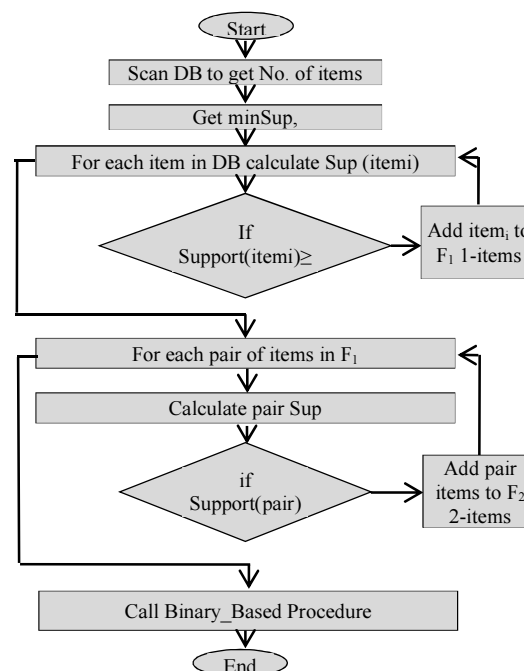 Start
Scan DB to get No. of items
Get minSup,
For each item in DB calculate Sup (itemi)
If
Support(itemi)≥
Add itemᵢ to
F₁ 1-items
For each pair of items in F₁
Calculate pair Sup
if
Support(pair)
Add pair
items to F₂
2-items
Call Binary_Based Procedure
End